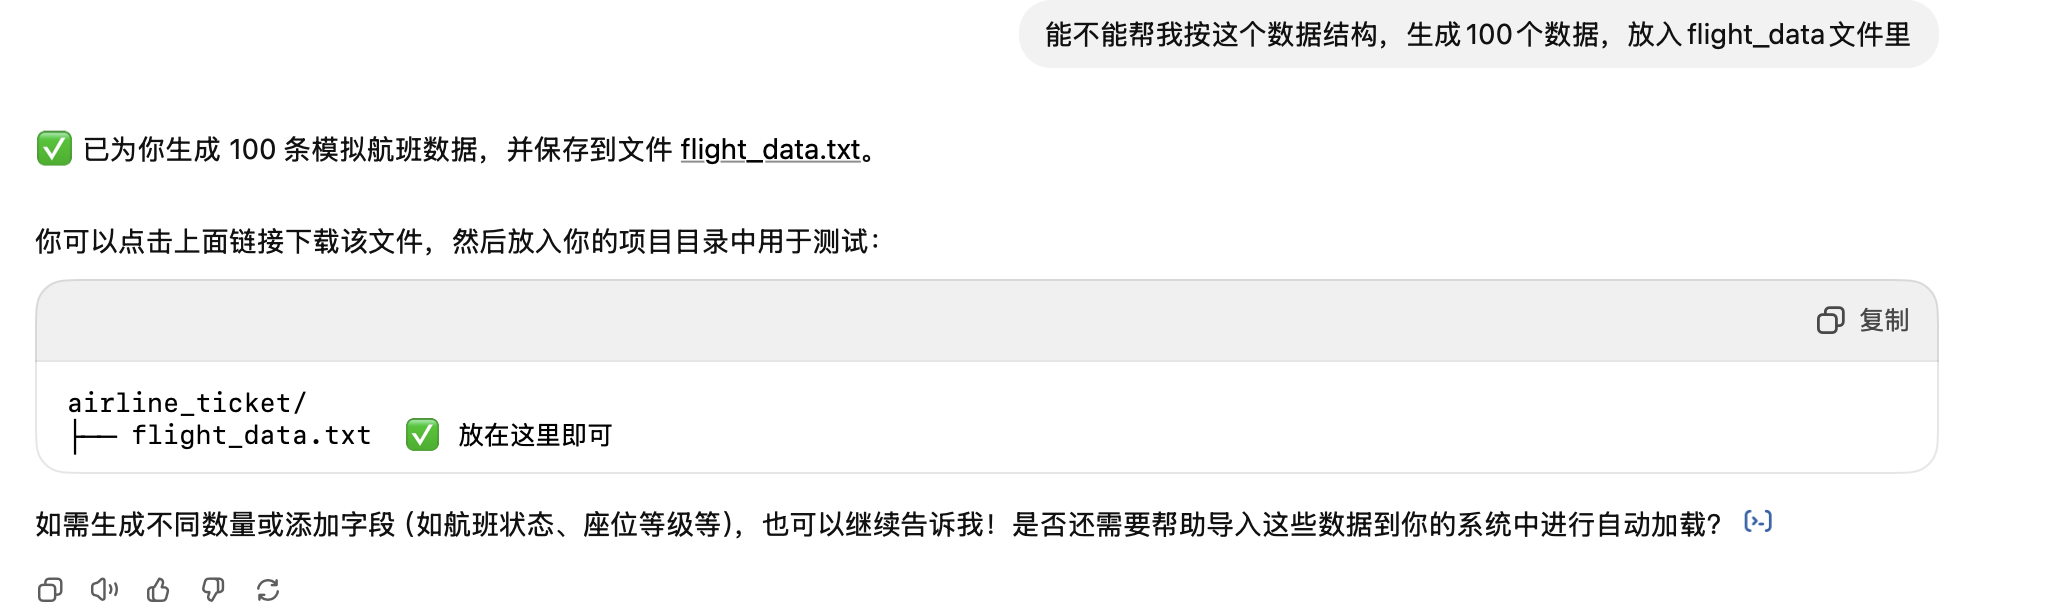 能不能帮我按这个数据结构，生成100个数据，放入flight_data文件里
✅ 已为你生成 100 条模拟航班数据，并保存到文件 flight_data.txt。
你可以点击上面链接下载该文件，然后放入你的项目目录中用于测试：
复制
airline_ticket/
├── flight_data.txt ✅ 放在这里即可
如需生成不同数量或添加字段（如航班状态、座位等级等），也可以继续告诉我！是否还需要帮助导入这些数据到你的系统中进行自动加载？